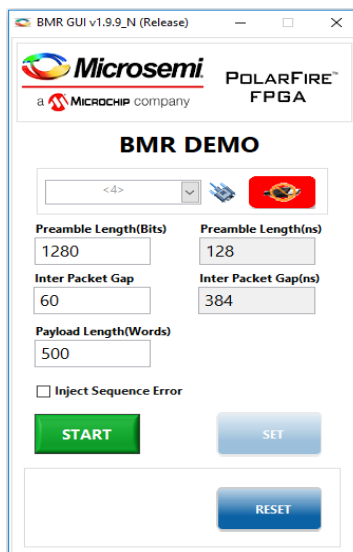 BMR GUI v1.9.9_N (Release)
Microsemi.
a MICROCHIP company
POLARFIRE™
FPGA
BMR DEMO
<4>
Preamble Length(Bits)
Preamble Length(ns)
1280
128
Inter Packet Gap
Inter Packet Gap(ns)
60
384
Payload Length(Words)
500
Inject Sequence Error
START
SET
RESET